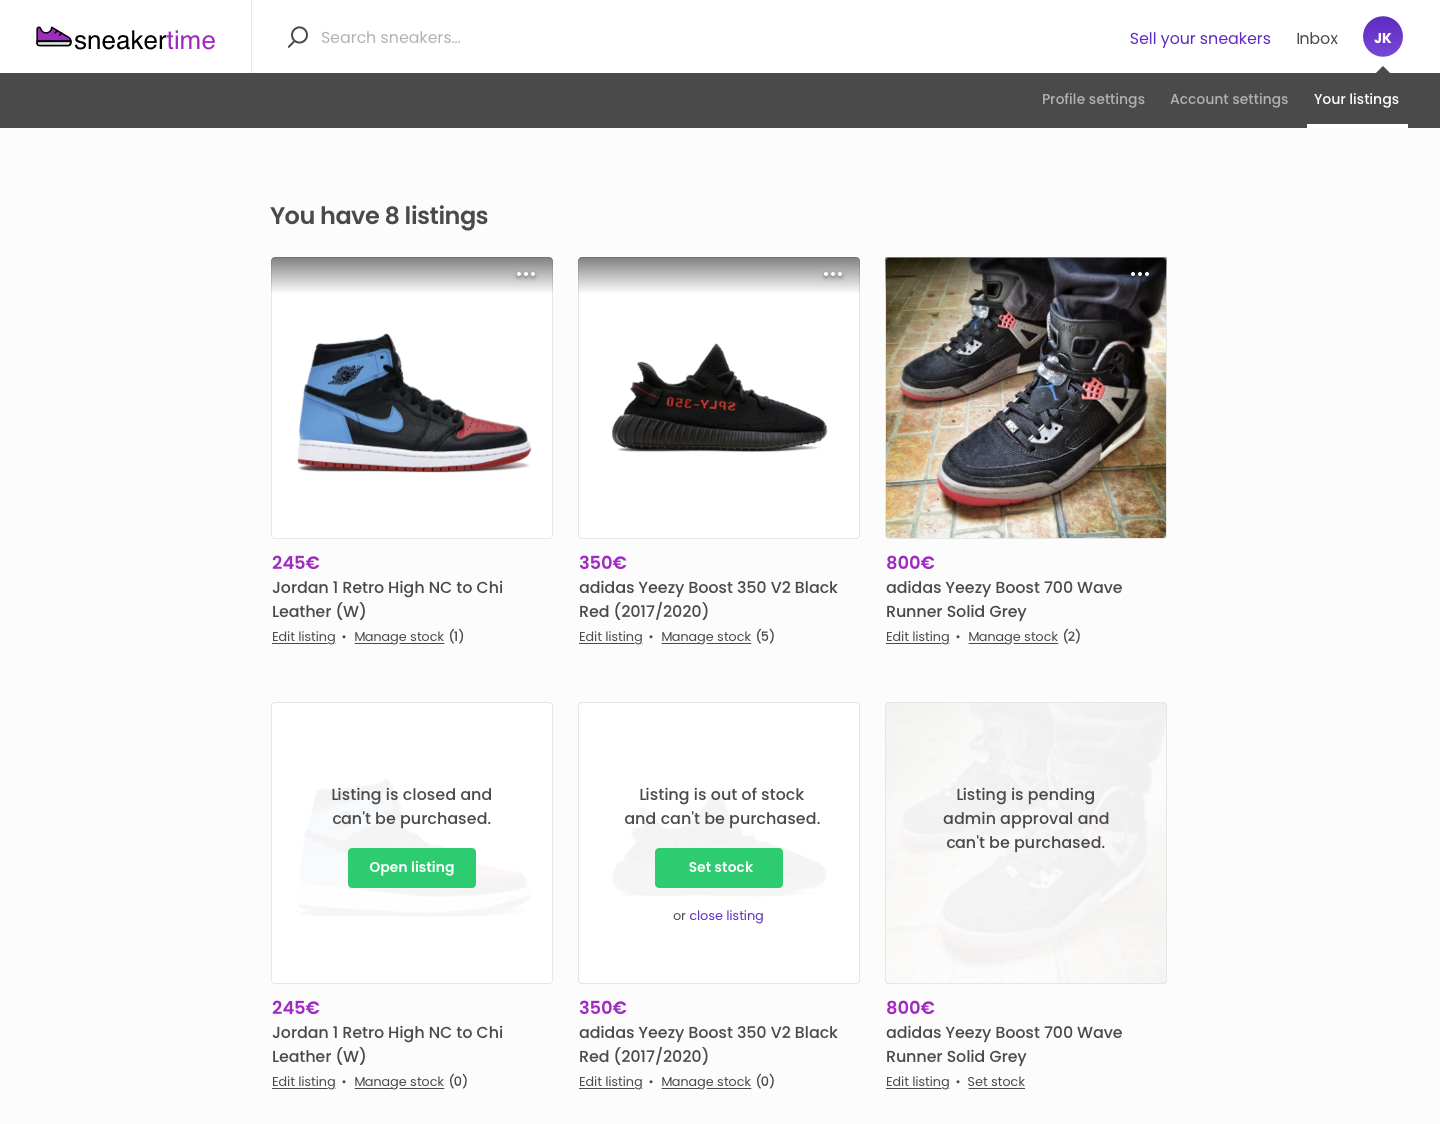 sneakertime
Search sneakers...
Sell your sneakers
Inbox
JK
Profile settings
Account settings
Your listings
You have 8 listings
SPLY-350
245€
Jordan 1 Retro High NC to Chi
Leather (W)
Edit listing • Manage stock (1)
350€
adidas Yeezy Boost 350 V2 Black
Red (2017/2020)
Edit listing • Manage stock (5)
800€
adidas Yeezy Boost 700 Wave
Runner Solid Grey
Edit listing • Manage stock (2)
Listing is closed and
can't be purchased.
Open listing
Listing is out of stock
and can't be purchased.
Set stock
or close listing
Listing is pending
admin approval and
can't be purchased.
245€
Jordan 1 Retro High NC to Chi
Leather (W)
Edit listing • Manage stock (0)
350€
adidas Yeezy Boost 350 V2 Black
Red (2017/2020)
Edit listing • Manage stock (0)
800€
adidas Yeezy Boost 700 Wave
Runner Solid Grey
Edit listing • Set stock